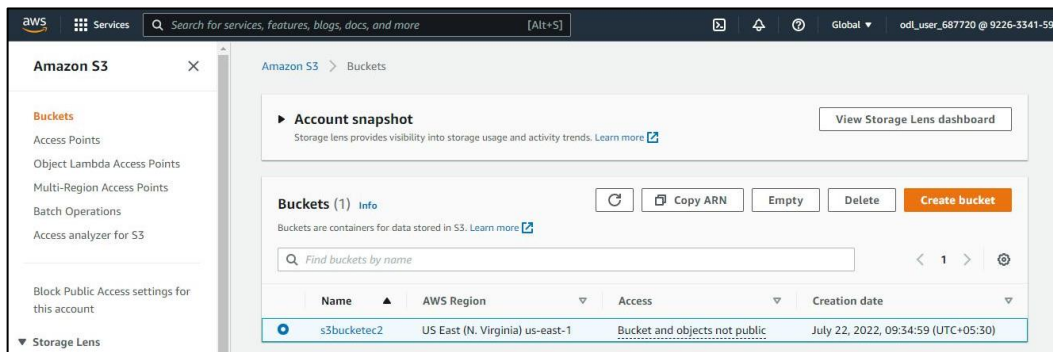 aws
Services
Search for services, features, blogs, docs, and more
[Alt+S]
Global
odl_user_687720 @ 9226-3341-59
Amazon S3
Buckets
Access Points
Object Lambda Access Points
Multi-Region Access Points
Batch Operations
Access analyzer for S3
Block Public Access settings for
this account
Storage Lens
Amazon S3 > Buckets
Account snapshot
Storage lens provides visibility into storage usage and activity trends. Learn more
View Storage Lens dashboard
Buckets (1) Info
Buckets are containers for data stored in S3. Learn more
Copy ARN
Empty
Delete
Create bucket
Find buckets by name
1
Name
AWS Region
Access
Creation date
s3bucketec2
US East (N. Virginia) us-east-1
Bucket and objects not public
July 22, 2022, 09:34:59 (UTC+05:30)